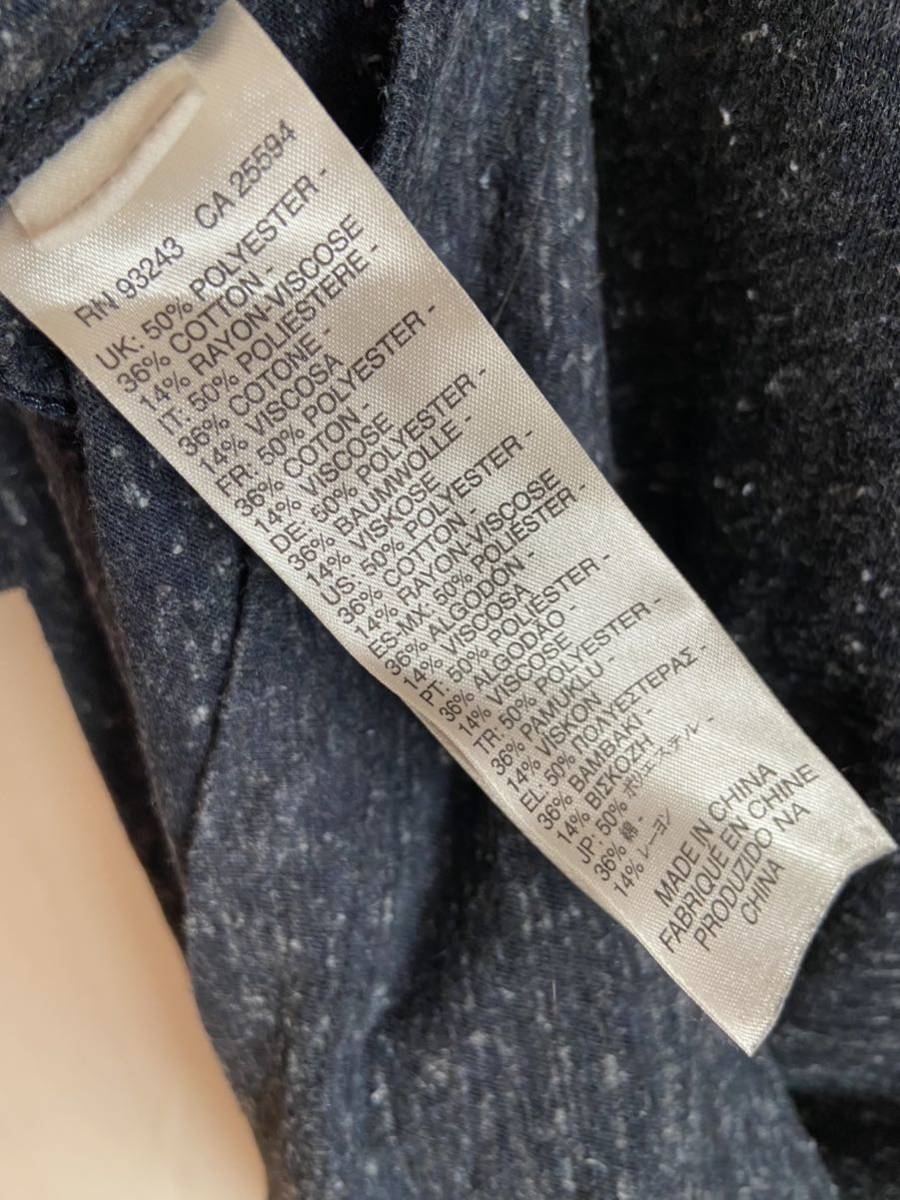 RN 93243 CA 25594
UK: 50% POLYESTER -
36% COTTON -
14% RAYON-VISCOSE
IT: 50% POLIESTERE -
36% COTONE -
14% VISCOSA
FR: 50% POLYESTER -
36% COTON -
14% VISCOSE
DE: 50% POLYESTER -
36% BAUMWOLLE -
14% VISKOSE
US: 50% POLYESTER -
36% COTTON -
14% RAYON-VISCOSE
ES-MX: 50% POLIÉSTER -
36% ALGODON -
14% VISCOSA
PT: 50% POLIÉSTER -
36% ALGODÃO -
14% VISCOSE
TR: 50% POLYESTER -
36% PAMUKLU -
14% VISKON
EL: 50% ΠΟΛΥΕΣΤΕΡΑΣ -
36% ΒΑΜΒΑΚΙ -
14% ΒΙΣΚΟΖΗ
JP: 50% ポリエステル -
36% 綿 -
14% レーヨン
MADE IN CHINA
FABRIQUE EN CHINE
PRODUZIDO NA
CHINA